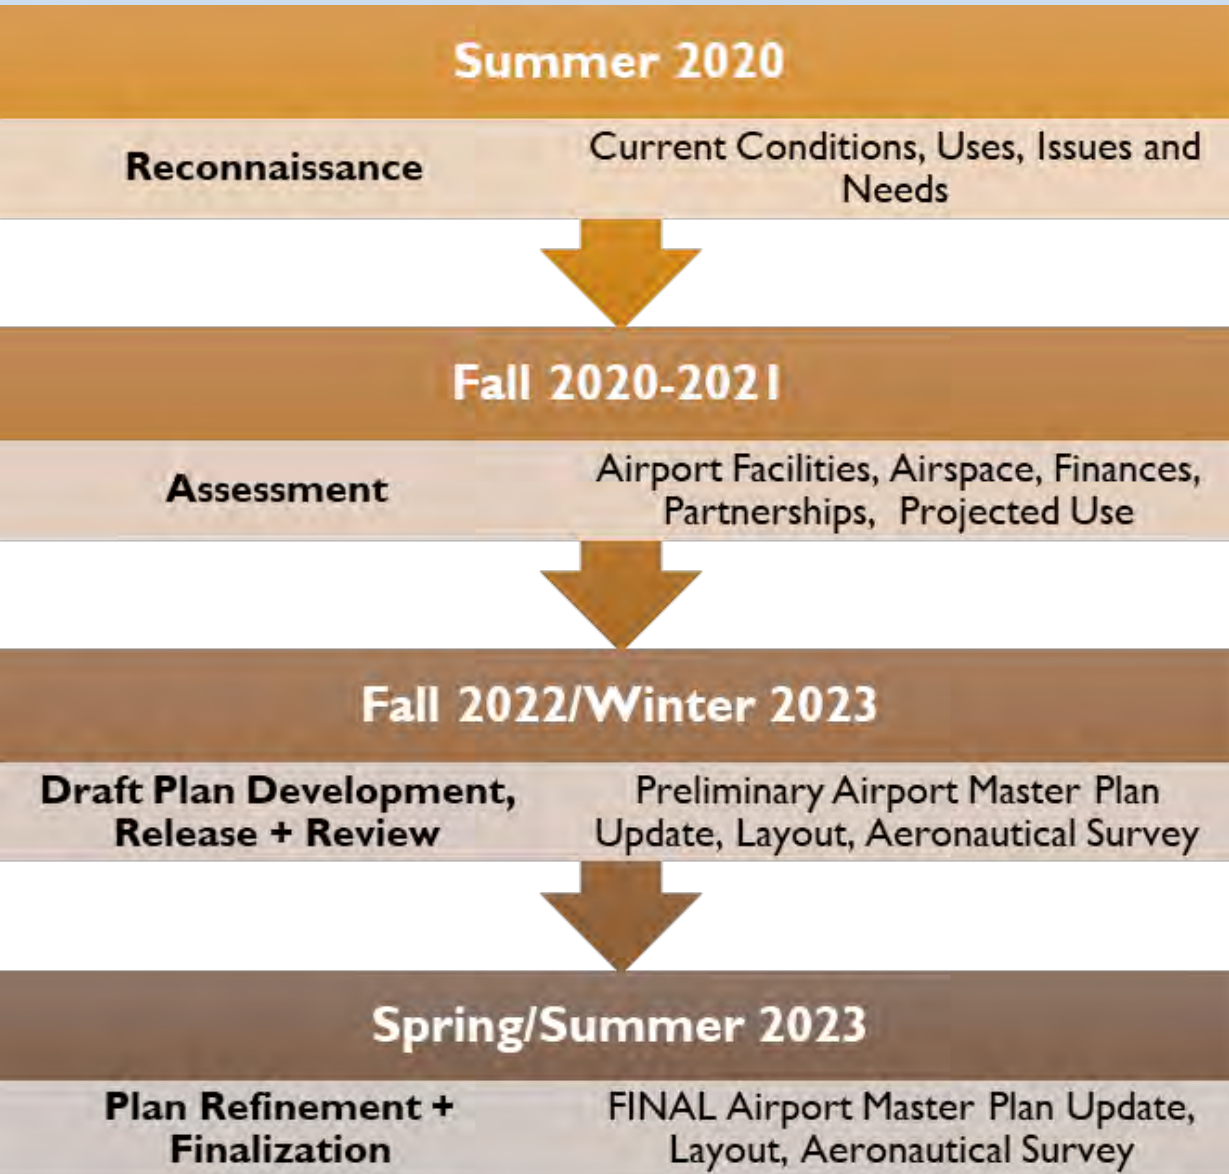 Summer 2020
Reconnaissance
Current Conditions, Uses, Issues and
Needs
Fall 2020-2021
Assessment
Airport Facilities, Airspace, Finances,
Partnerships,  Projected Use
Fall 2022/Winter 2023
Draft Plan Development,
Release + Review
Preliminary Airport Master Plan
Update, Layout, Aeronautical Survey
Spring/Summer 2023
Plan Refinement +
Finalization
FINAL Airport Master Plan Update,
Layout, Aeronautical Survey